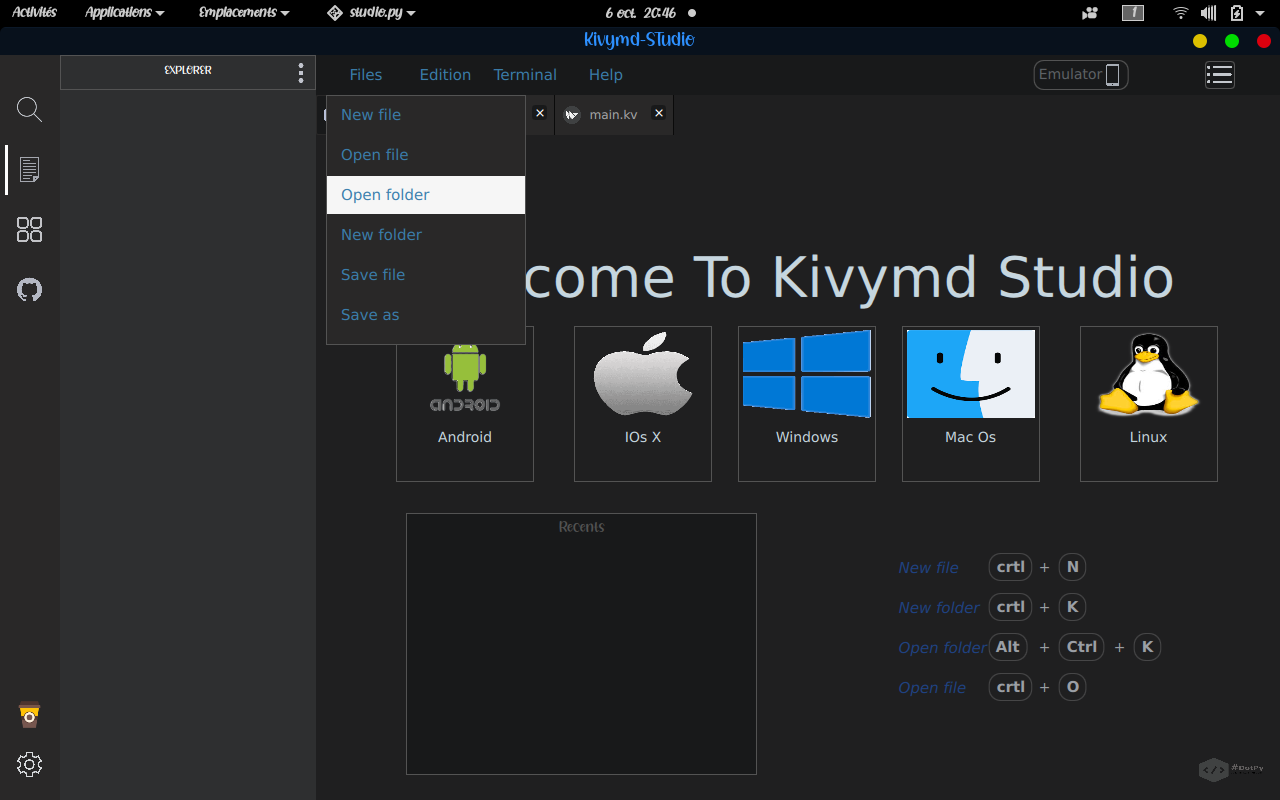 Activités Applications Emplacements studio.py 6 oct. 20:46 1
Kivymd-Studio
EXPLORER
Files Edition Terminal Help Emulator
main.kv
New file
Open file
Open folder
New folder
Save file
Save as
come To Kivymd Studio
ANDROID
Android IOs X Windows Mac Os Linux
Recents
New file crtl + N
New folder crtl + K
Open folder Alt + Ctrl + K
Open file crtl + O
</> #DotPy